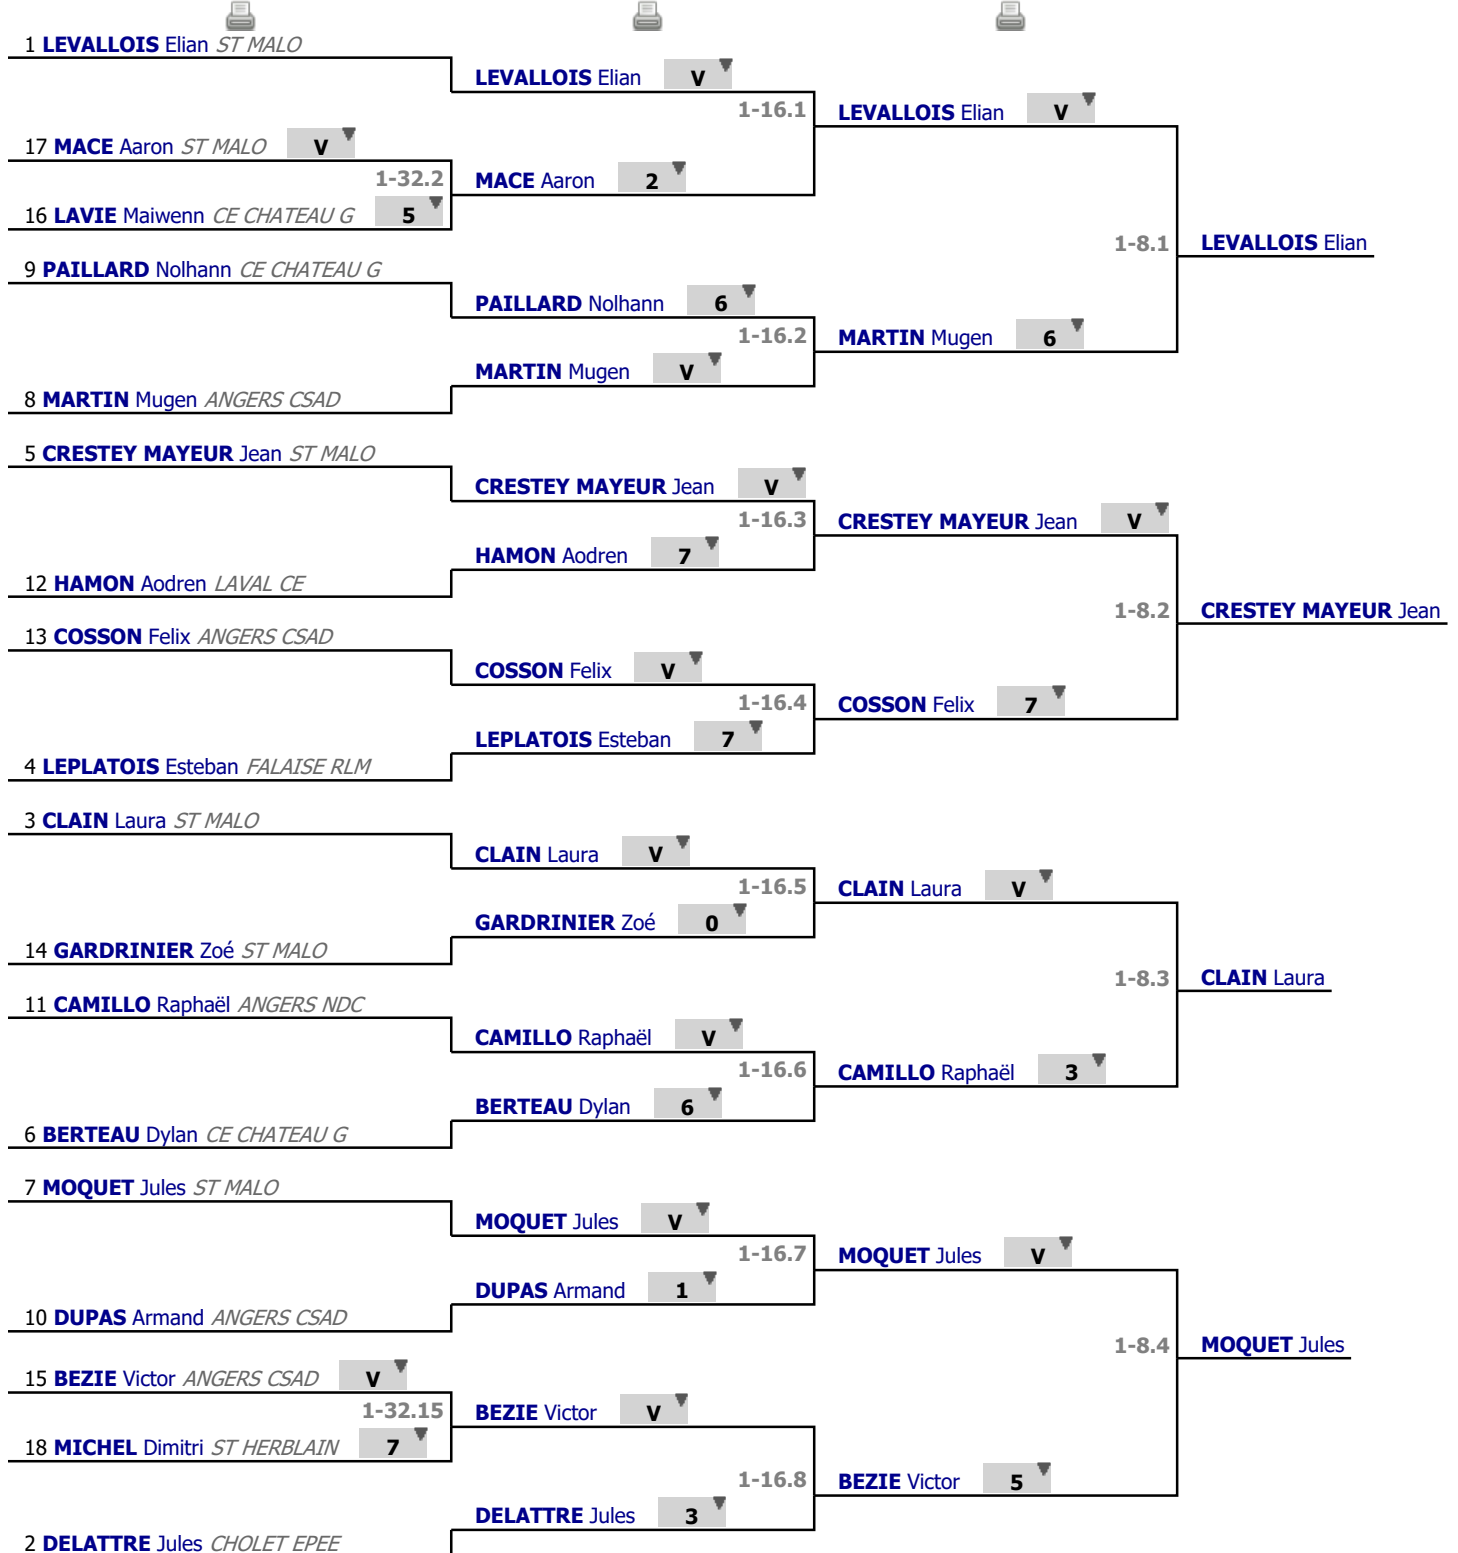 1 LEVALLOIS Elian ST MALO
LEVALLOIS Elian V
1-16.1
LEVALLOIS Elian V
17 MACE Aaron ST MALO V
1-32.2
MACE Aaron 2
16 LAVIE Maiwenn CE CHATEAU G 5
1-8.1
LEVALLOIS Elian
9 PAILLARD Nolhann CE CHATEAU G
PAILLARD Nolhann 6
1-16.2
MARTIN Mugen 6
MARTIN Mugen V
8 MARTIN Mugen ANGERS CSAD
5 CRESTEY MAYEUR Jean ST MALO
CRESTEY MAYEUR Jean V
1-16.3
CRESTEY MAYEUR Jean V
HAMON Aodren 7
12 HAMON Aodren LAVAL CE
1-8.2
CRESTEY MAYEUR Jean
13 COSSON Felix ANGERS CSAD
COSSON Felix V
1-16.4
COSSON Felix 7
LEPLATOIS Esteban 7
4 LEPLATOIS Esteban FALAISE RLM
3 CLAIN Laura ST MALO
CLAIN Laura V
1-16.5
CLAIN Laura V
GARDRINIER Zoé 0
14 GARDRINIER Zoé ST MALO
1-8.3
CLAIN Laura
11 CAMILLO Raphaël ANGERS NDC
CAMILLO Raphaël V
1-16.6
CAMILLO Raphaël 3
BERTEAU Dylan 6
6 BERTEAU Dylan CE CHATEAU G
7 MOQUET Jules ST MALO
MOQUET Jules V
1-16.7
MOQUET Jules V
DUPAS Armand 1
10 DUPAS Armand ANGERS CSAD
1-8.4
MOQUET Jules
15 BEZIE Victor ANGERS CSAD V
1-32.15
BEZIE Victor V
18 MICHEL Dimitri ST HERBLAIN 7
1-16.8
BEZIE Victor 5
DELATTRE Jules 3
2 DELATTRE Jules CHOLET EPEE